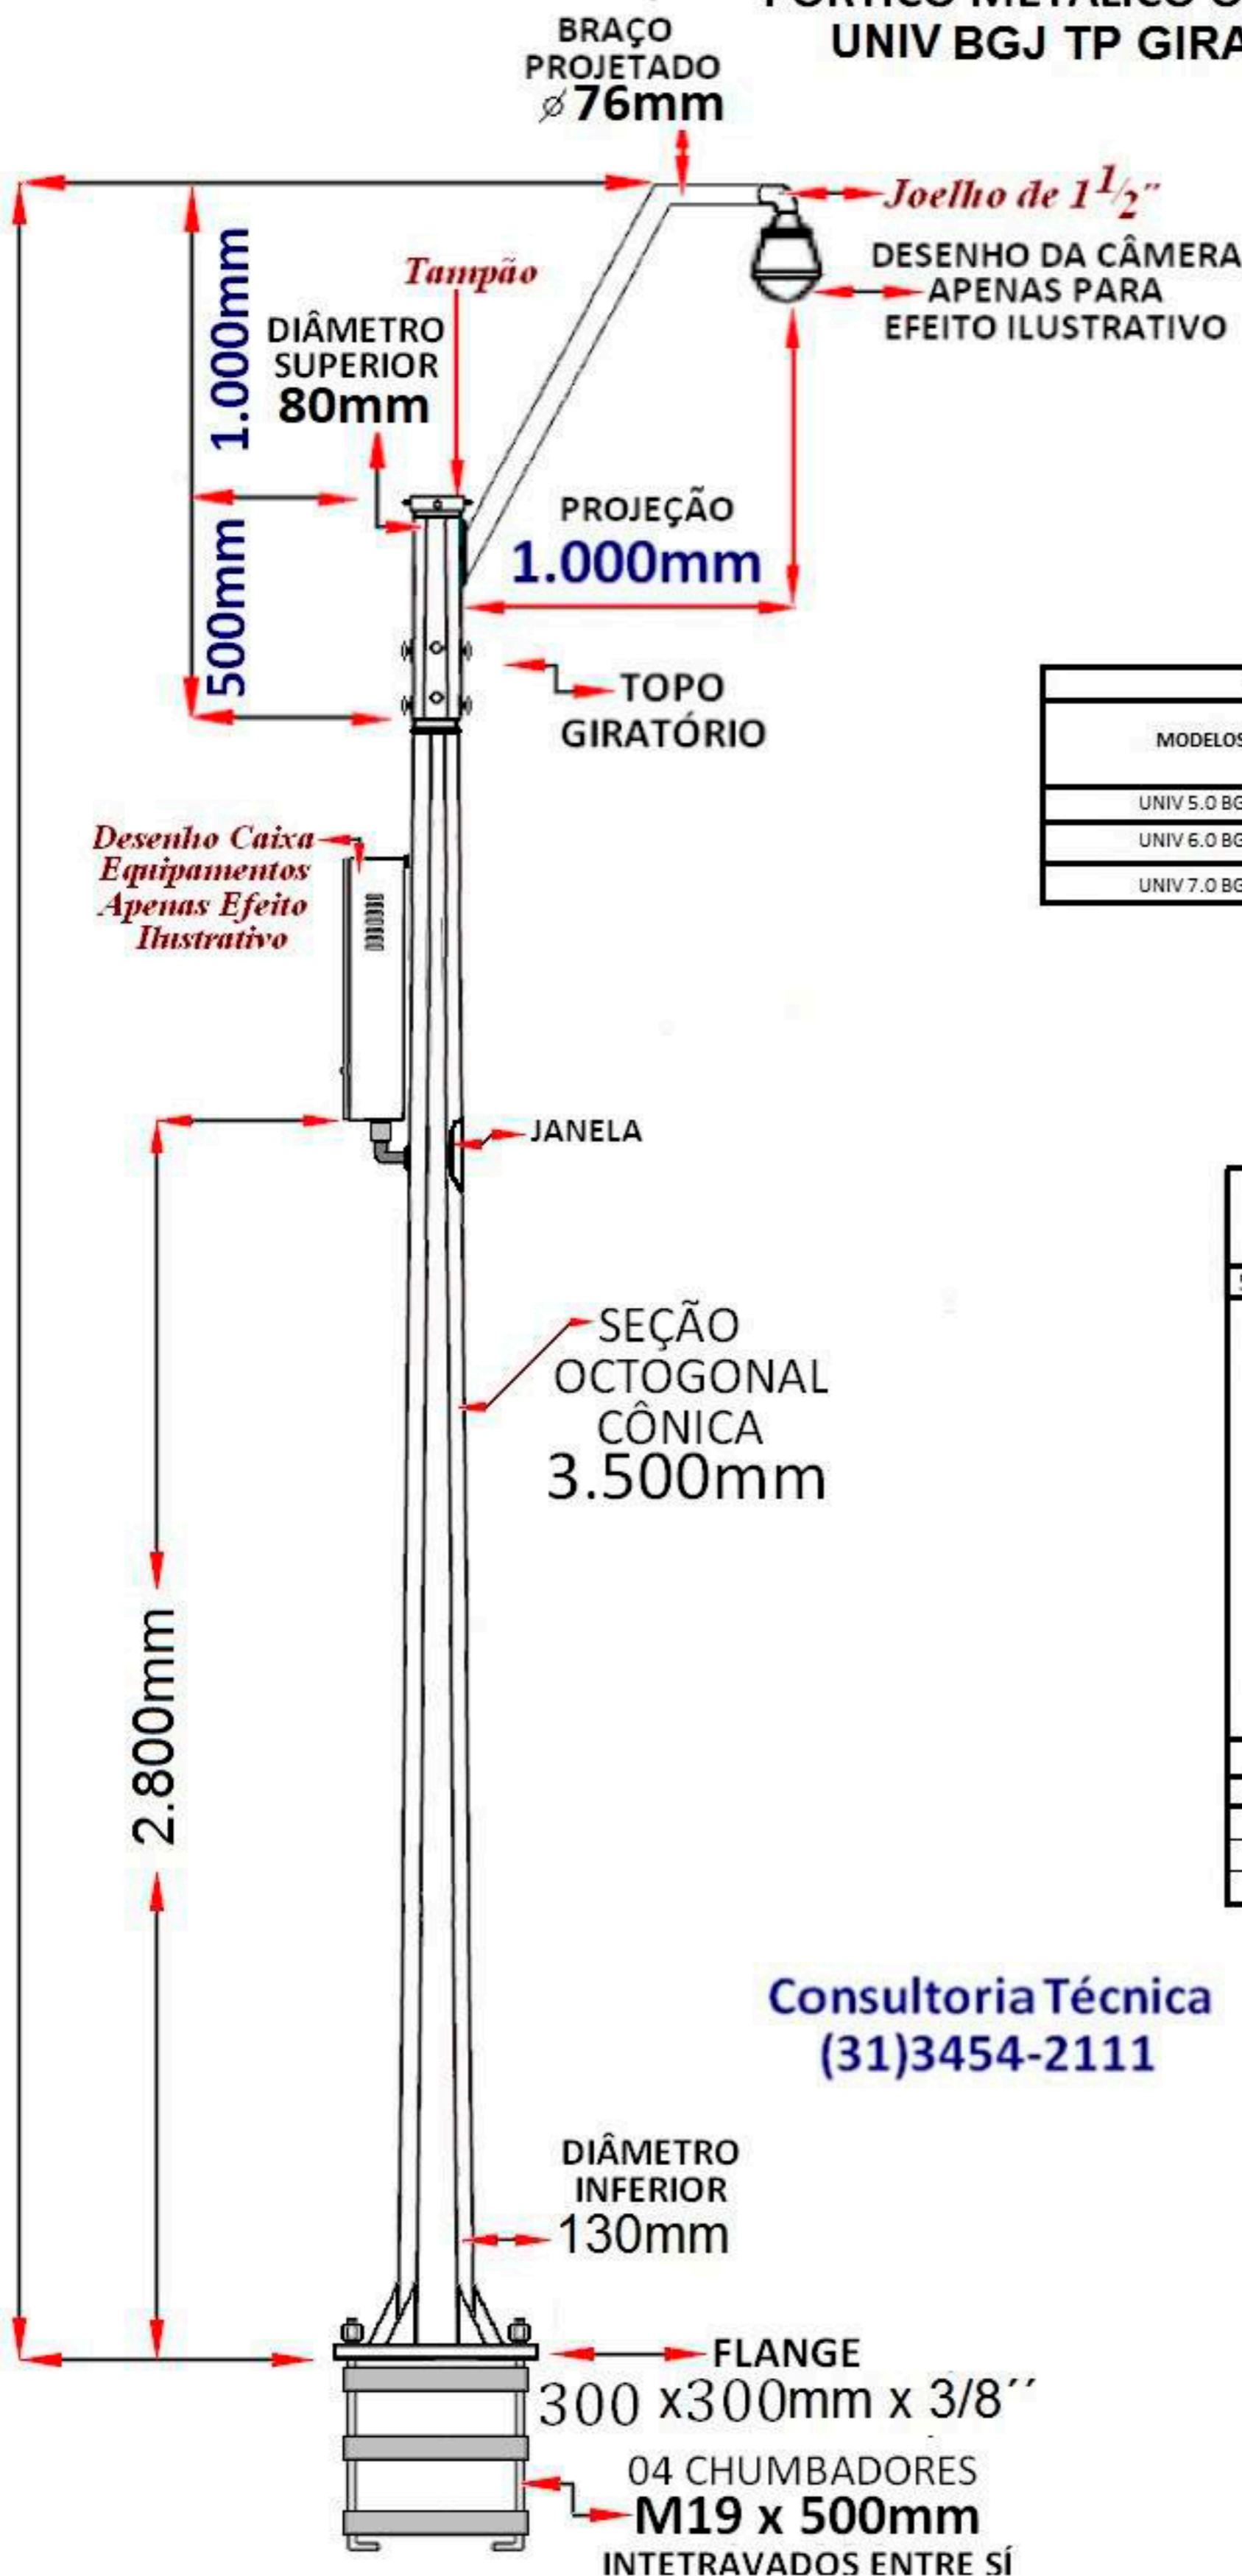 BRAÇO
PROJETADO
⌀ 76mm
PÓRTICO METÁLICO
UNIV BGJ TP GIRA
Joelho de 1 1/2"
DESENHO DA CÂMERA
APENAS PARA
EFEITO ILUSTRATIVO
Tampão
DIÂMETRO
SUPERIOR
80mm
1.000mm
500mm
PROJEÇÃO
1.000mm
TOPO
GIRATÓRIO
MODELOS
UNIV 5.0 BG
UNIV 6.0 BG
UNIV 7.0 BG
Desenho Caixa
Equipamentos
Apenas Efeito
Ilustrativo
JANELA
SEÇÃO
OCTOGONAL
CÔNICA
3.500mm
2.800mm
Consultoria Técnica
(31)3454-2111
DIÂMETRO
INFERIOR
130mm
FLANGE
300 x300mm x 3/8´´
04 CHUMBADORES
M19 x 500mm
INTETRAVADOS ENTRE SÍ